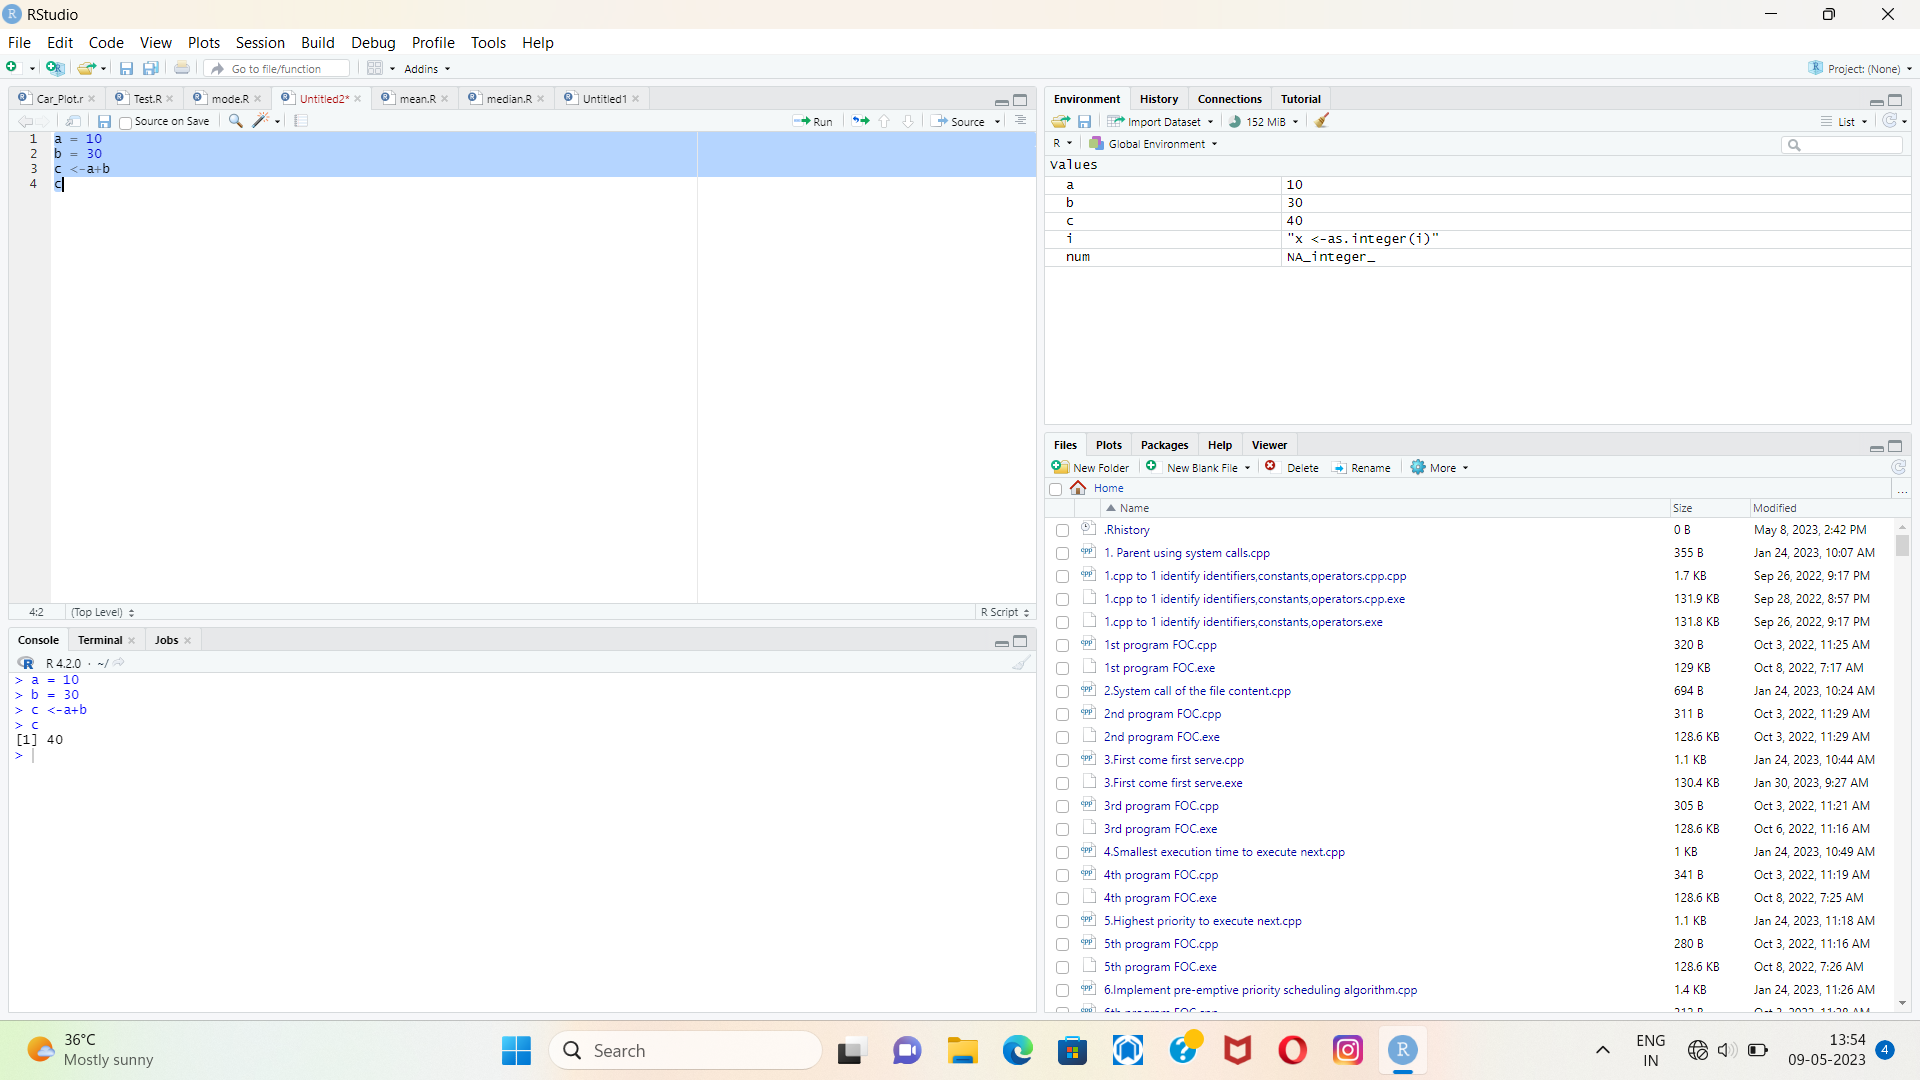 RStudio
File Edit Code View Plots Session Build Debug Profile Tools Help
Go to file/function Addins Project: (None)
Car_Plot.r Test.R mode.R Untitled2* mean.R median.R Untitled1
Source on Save Run Source
1 a = 10
2 b = 30
3 c <-a+b
4 c
4:2 (Top Level) R Script
Console Terminal Jobs
R 4.2.0 · ~/
> a = 10
> b = 30
> c <-a+b
> c
[1] 40
>
Environment History Connections Tutorial
Import Dataset 152 MiB List
R Global Environment
Values
a 10
b 30
c 40
i "x <-as.integer(i)"
num NA_integer_
Files Plots Packages Help Viewer
New Folder New Blank File Delete Rename More
Home ...
Name Size Modified
.Rhistory 0 B May 8, 2023, 2:42 PM
1. Parent using system calls.cpp 355 B Jan 24, 2023, 10:07 AM
1.cpp to 1 identify identifiers,constants,operators.cpp.cpp 1.7 KB Sep 26, 2022, 9:17 PM
1.cpp to 1 identify identifiers,constants,operators.cpp.exe 131.9 KB Sep 28, 2022, 8:57 PM
1.cpp to 1 identify identifiers,constants,operators.exe 131.8 KB Sep 26, 2022, 9:17 PM
1st program FOC.cpp 320 B Oct 3, 2022, 11:25 AM
1st program FOC.exe 129 KB Oct 8, 2022, 7:17 AM
2.System call of the file content.cpp 694 B Jan 24, 2023, 10:24 AM
2nd program FOC.cpp 311 B Oct 3, 2022, 11:29 AM
2nd program FOC.exe 128.6 KB Oct 3, 2022, 11:29 AM
3.First come first serve.cpp 1.1 KB Jan 24, 2023, 10:44 AM
3.First come first serve.exe 130.4 KB Jan 30, 2023, 9:27 AM
3rd program FOC.cpp 305 B Oct 3, 2022, 11:21 AM
3rd program FOC.exe 128.6 KB Oct 6, 2022, 11:16 AM
4.Smallest execution time to execute next.cpp 1 KB Jan 24, 2023, 10:49 AM
4th program FOC.cpp 341 B Oct 3, 2022, 11:19 AM
4th program FOC.exe 128.6 KB Oct 8, 2022, 7:25 AM
5.Highest priority to execute next.cpp 1.1 KB Jan 24, 2023, 11:18 AM
5th program FOC.cpp 280 B Oct 3, 2022, 11:16 AM
5th program FOC.exe 128.6 KB Oct 8, 2022, 7:26 AM
6.Implement pre-emptive priority scheduling algorithm.cpp 1.4 KB Jan 24, 2023, 11:26 AM
36°C
Mostly sunny
Search
ENG
IN
13:54
09-05-2023
4